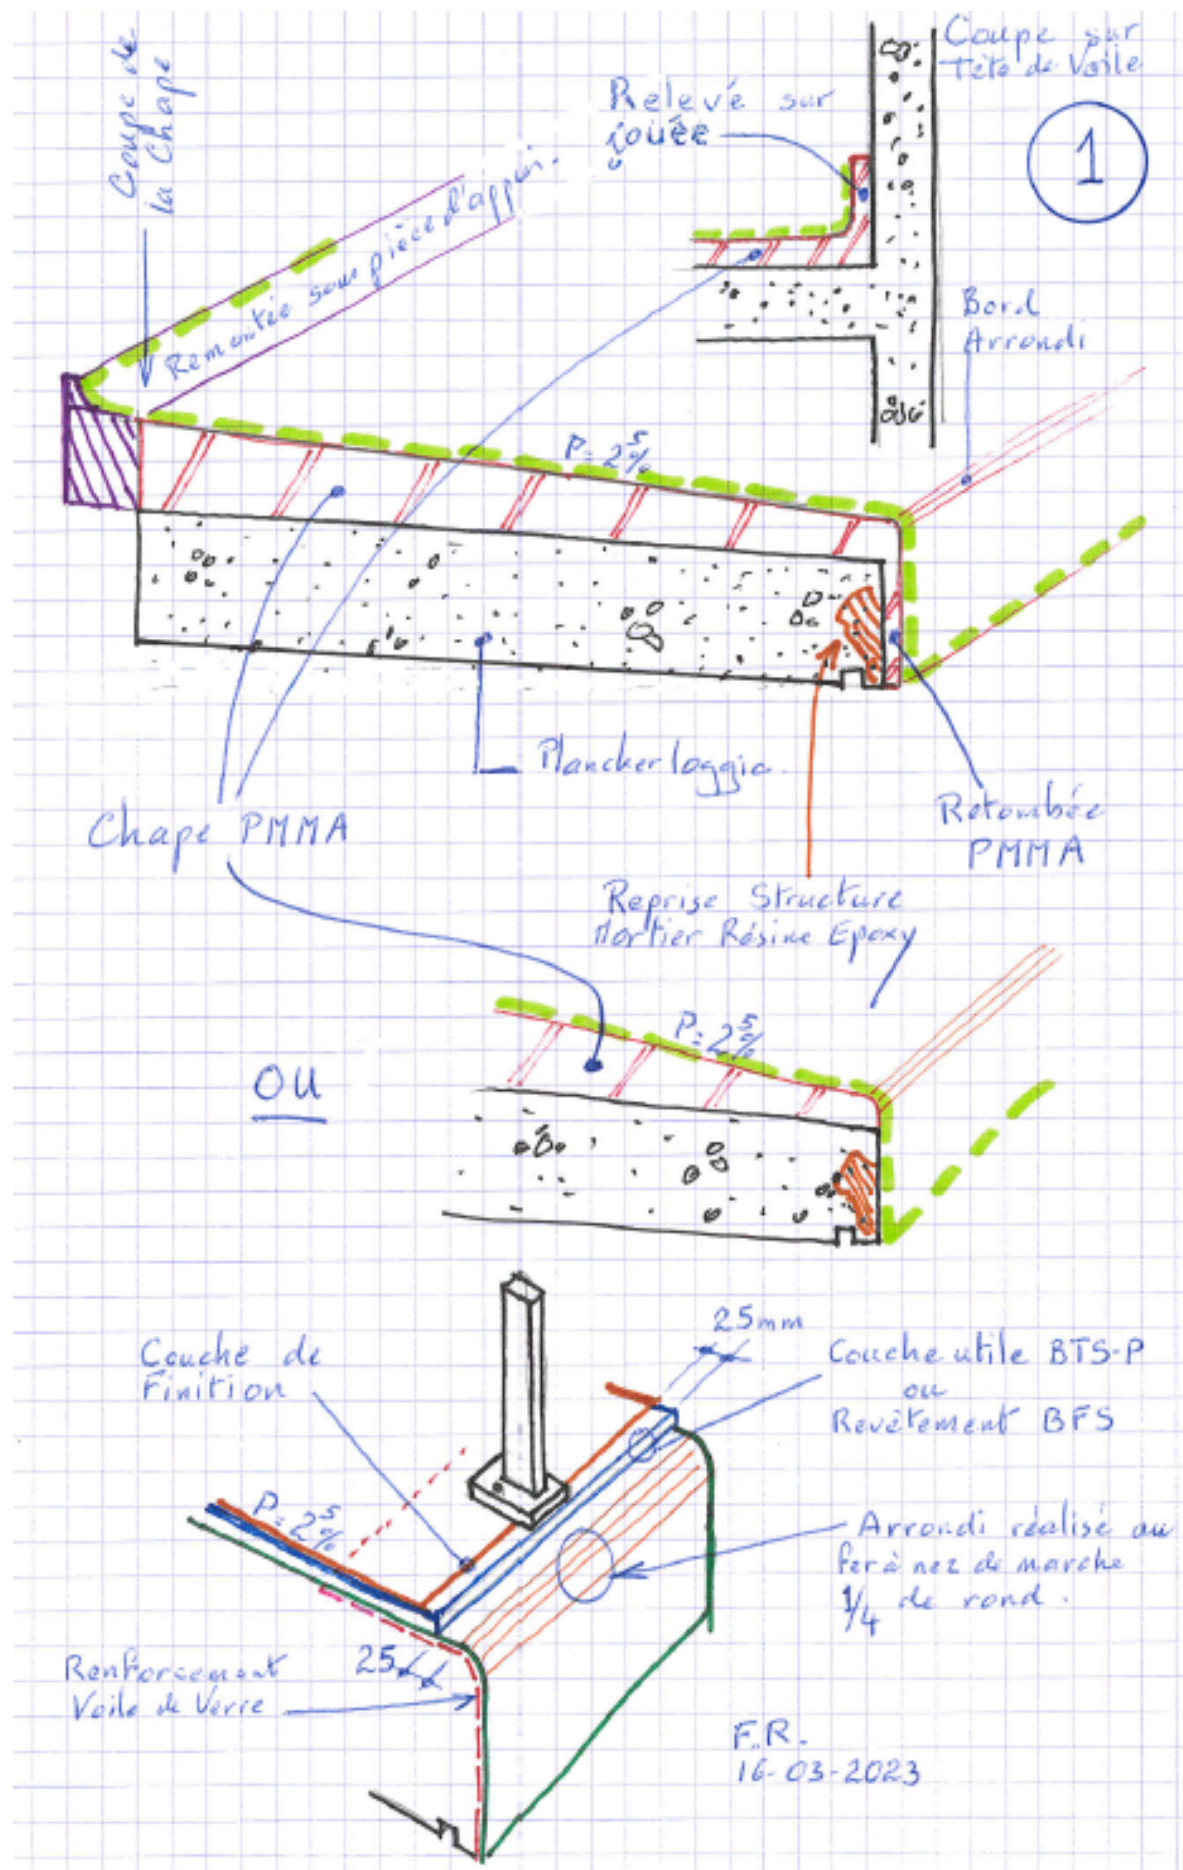 Coupe de
la Chape
Coupe sur
Tête de Voile
1
Relevé sur
jouée
Remontée sous pièce d'appui.
Bord
Arrondi
P= 2,5%
Plancher loggia.
Chape PMMA
Retombée
PMMA
Reprise Structure
Mortier Résine Epoxy
OU
P= 2,5%
25mm
Couche de
Finition
Couche utile BTS-P
ou
Revêtement BFS
P= 2,5%
Arrondi réalisé au
fer à nez de marche
1/4 de rond.
Renforcement
Voile de Verre
25
F.R.
16-03-2023